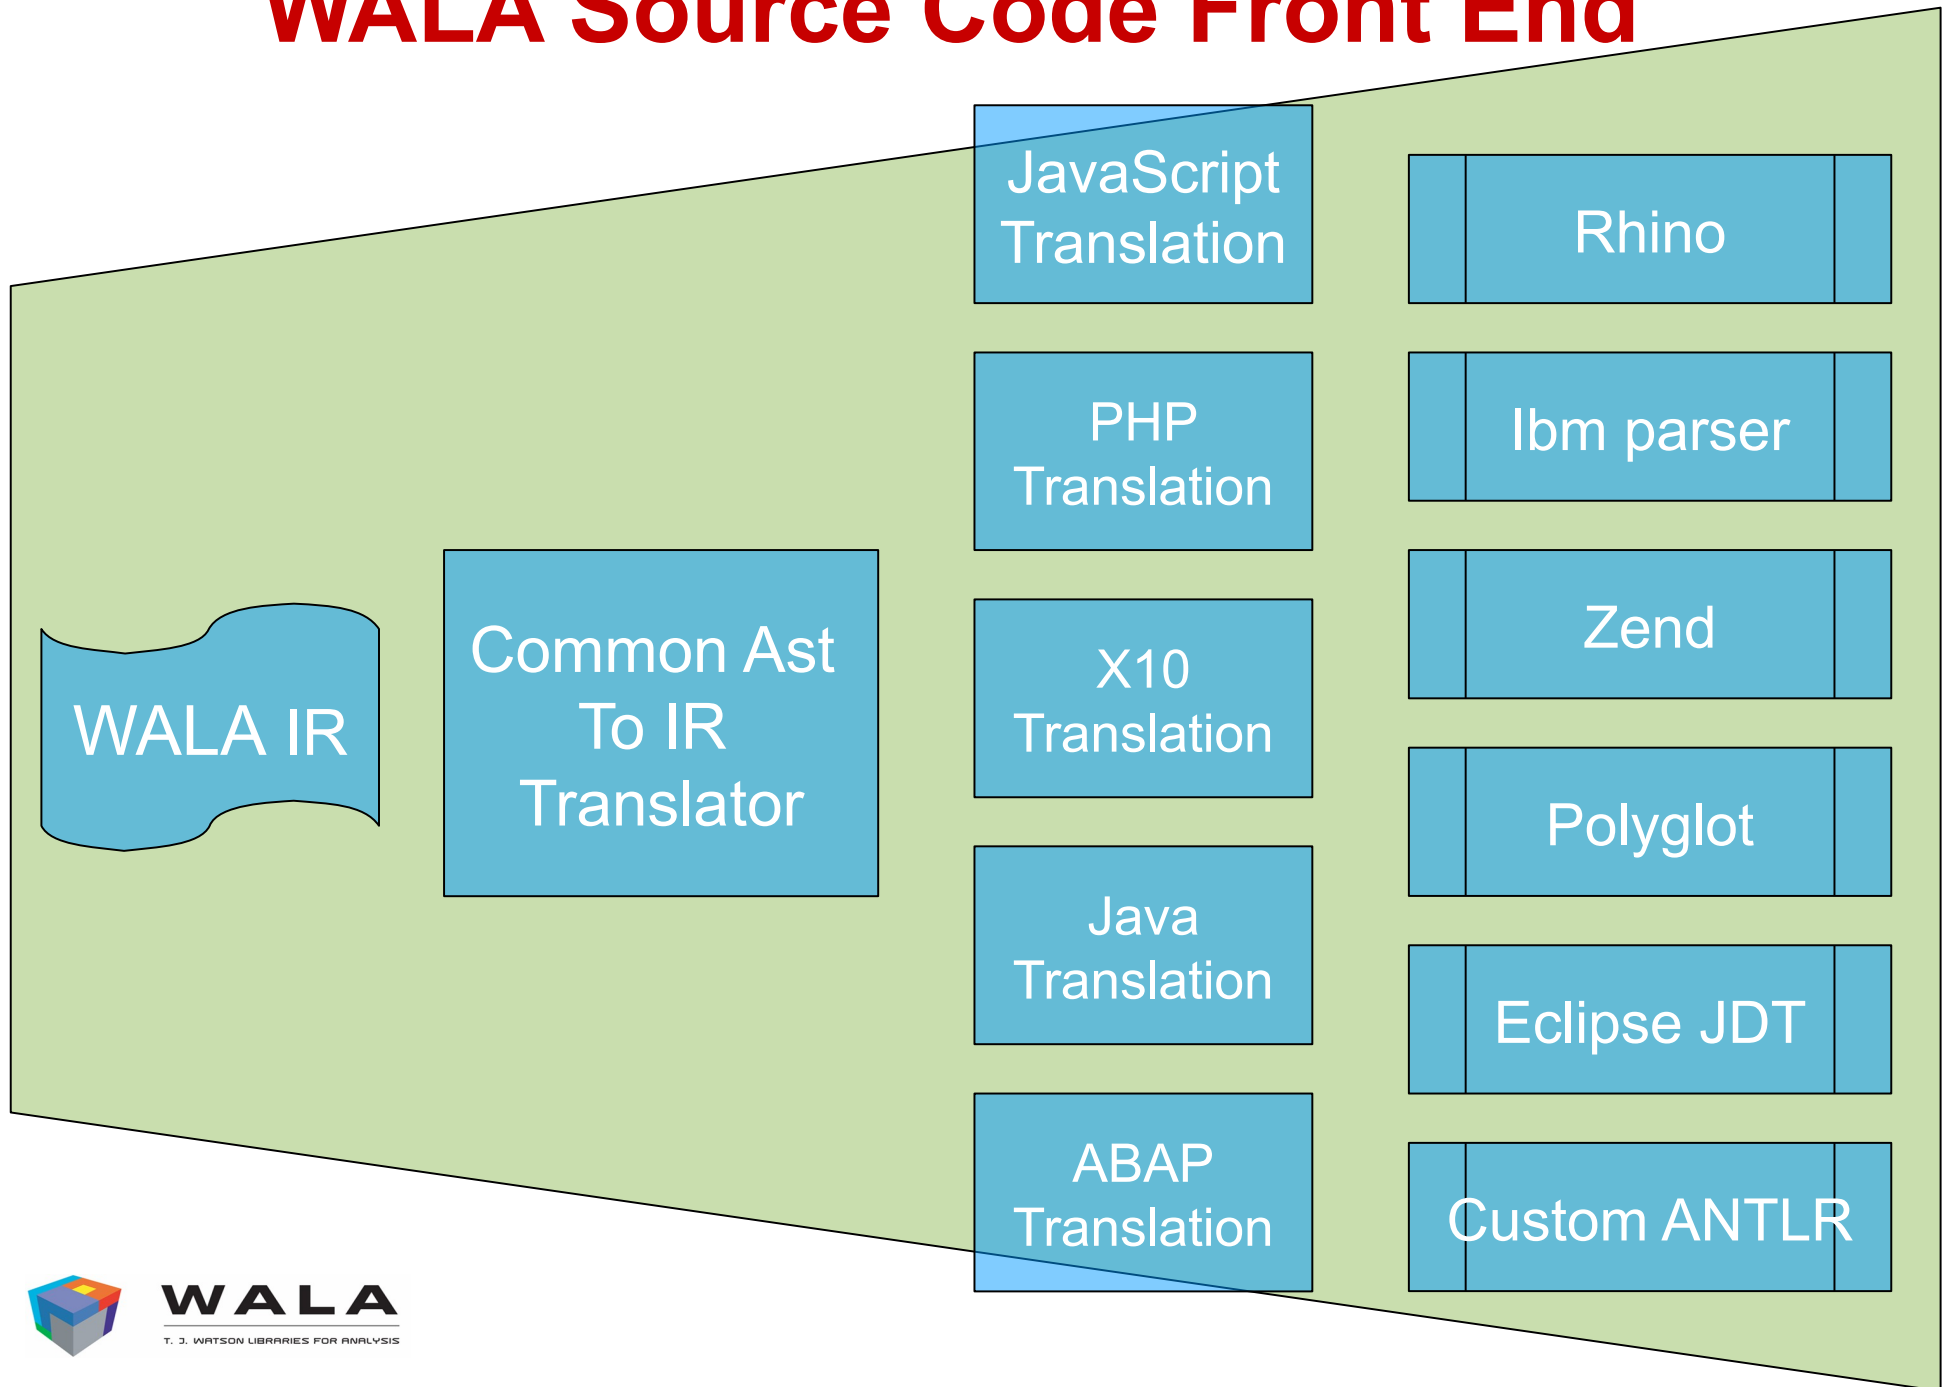 WALA Source Code Front End
JavaScript
Translation
Rhino
PHP
Translation
Ibm parser
Common Ast
To IR
Translator
WALA IR
X10
Translation
Zend
Polyglot
Java
Translation
Eclipse JDT
ABAP
Translation
Custom ANTLR
WALA
T. J. WATSON LIBRARIES FOR ANALYSIS